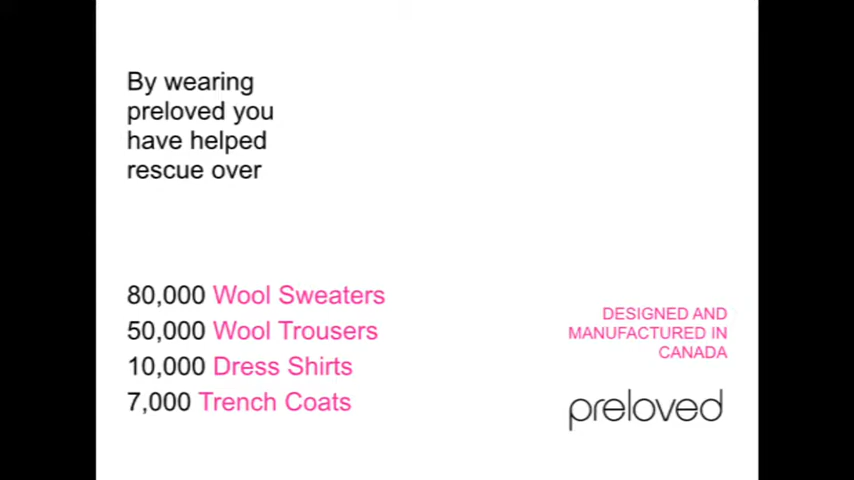 By wearing
preloved you
have helped
rescue over
80,000 Wool Sweaters
50,000 Wool Trousers
10,000 Dress Shirts
7,000 Trench Coats
DESIGNED AND
MANUFACTURED IN
CANADA
preloved